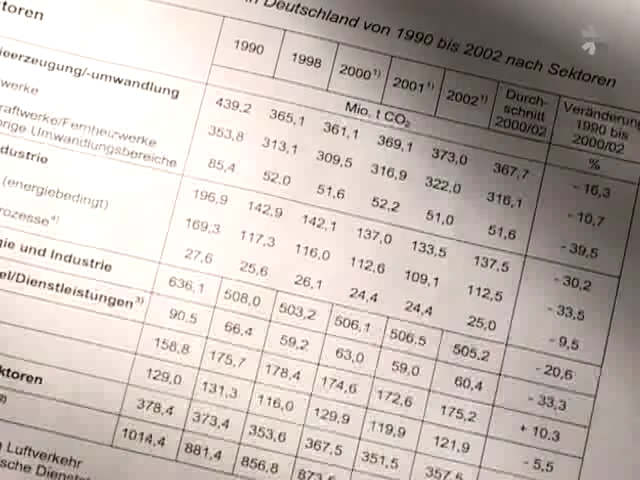 n Deutschland von 1990 bis 2002 nach Sektoren
toren
1990 1998 2000¹⁾ 2001¹⁾ 2002¹⁾ Durch-schnitt 2000/02 Veränderung 1990 bis 2000/02
Mio. t CO₂ %
ieerzeugung/-umwandlung 439,2 365,1 361,1 369,1 373,0 367,7 - 16,3
werke
raftwerke/Fernheizwerke 353,8 313,1 309,5 316,9 322,0 316,1 - 10,7
rige Umwandlungsbereiche 85,4 52,0 51,6 52,2 51,0 51,6 - 39,5
dustrie 196,9 142,9 142,1 137,0 133,5 137,5 - 30,2
(energiebedingt) 169,3 117,3 116,0 112,6 109,1 112,5 - 33,5
rozesse⁴⁾ 27,6 25,6 26,1 24,4 24,4 25,0 - 9,5
gie und Industrie 636,1 508,0 503,2 506,1 506,5 505,2 - 20,6
el/Dienstleistungen³⁾ 90,5 66,4 59,2 63,0 59,0 60,4 - 33,3
158,8 175,7 178,4 174,6 172,6 175,2 + 10,3
129,0 131,3 116,0 129,9 119,9 121,9 - 5,5
ktoren 378,4 373,4 353,6 367,5 351,5 357,5
1014,4 881,4 856,8
Luftverkehr